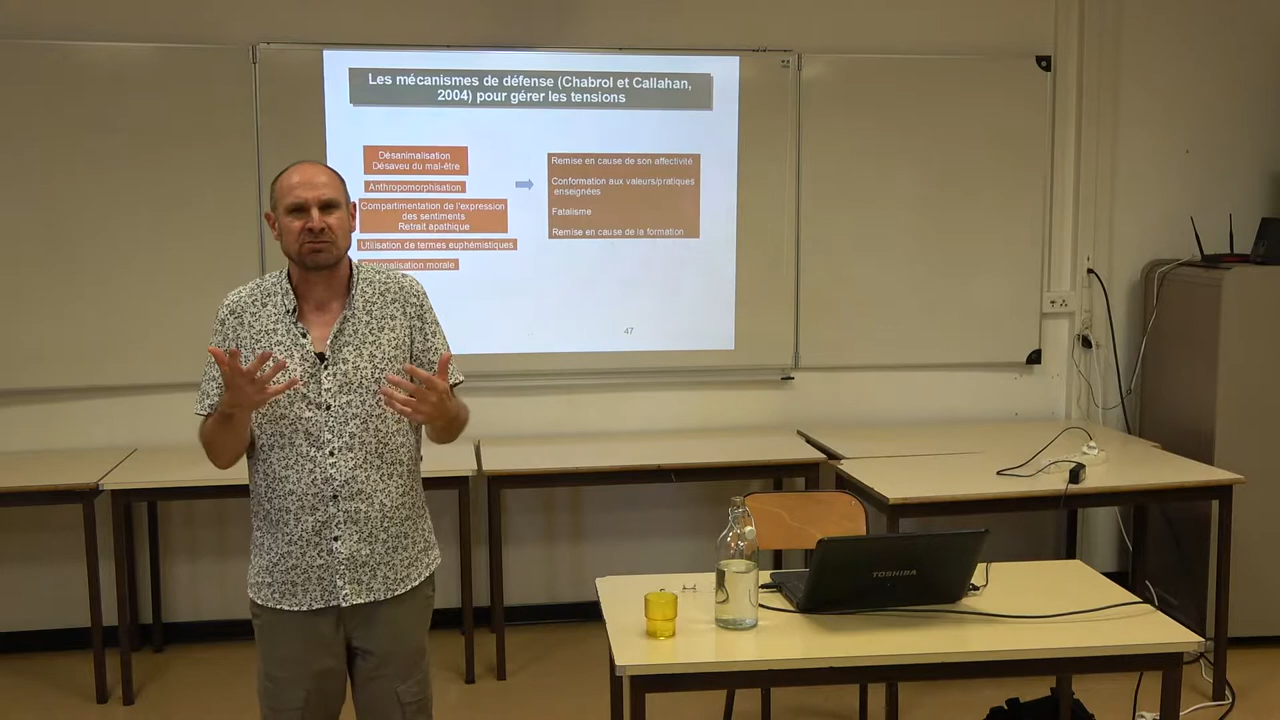 Les mécanismes de défense (Chabrol et Callahan,
2004) pour gérer les tensions
Désanimalisation
Désaveu du mal-être
Anthropomorphisation
Compartimentation de l'expression
des sentiments
Retrait apathique
Utilisation de termes euphémistiques
Rationalisation morale
Remise en cause de son affectivité
Conformation aux valeurs/pratiques
enseignées
Fatalisme
Remise en cause de la formation
47
TOSHIBA